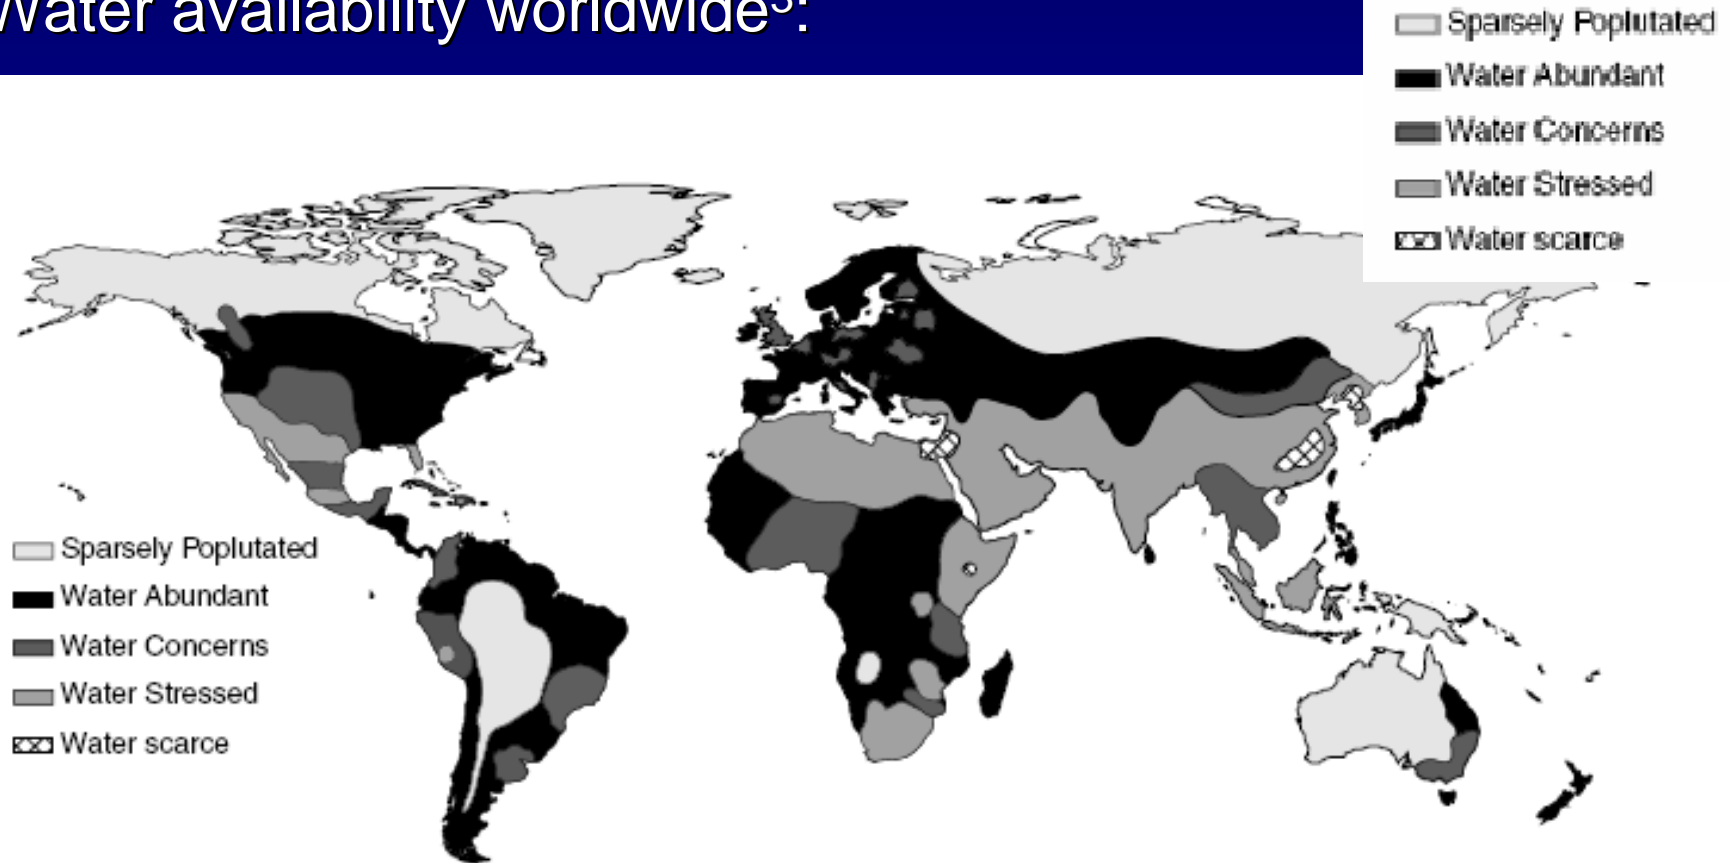 Water availability worldwide³:
Sparsely Poplutated
Water Abundant
Water Concerns
Water Stressed
Water scarce
Sparsely Poplutated
Water Abundant
Water Concerns
Water Stressed
Water scarce